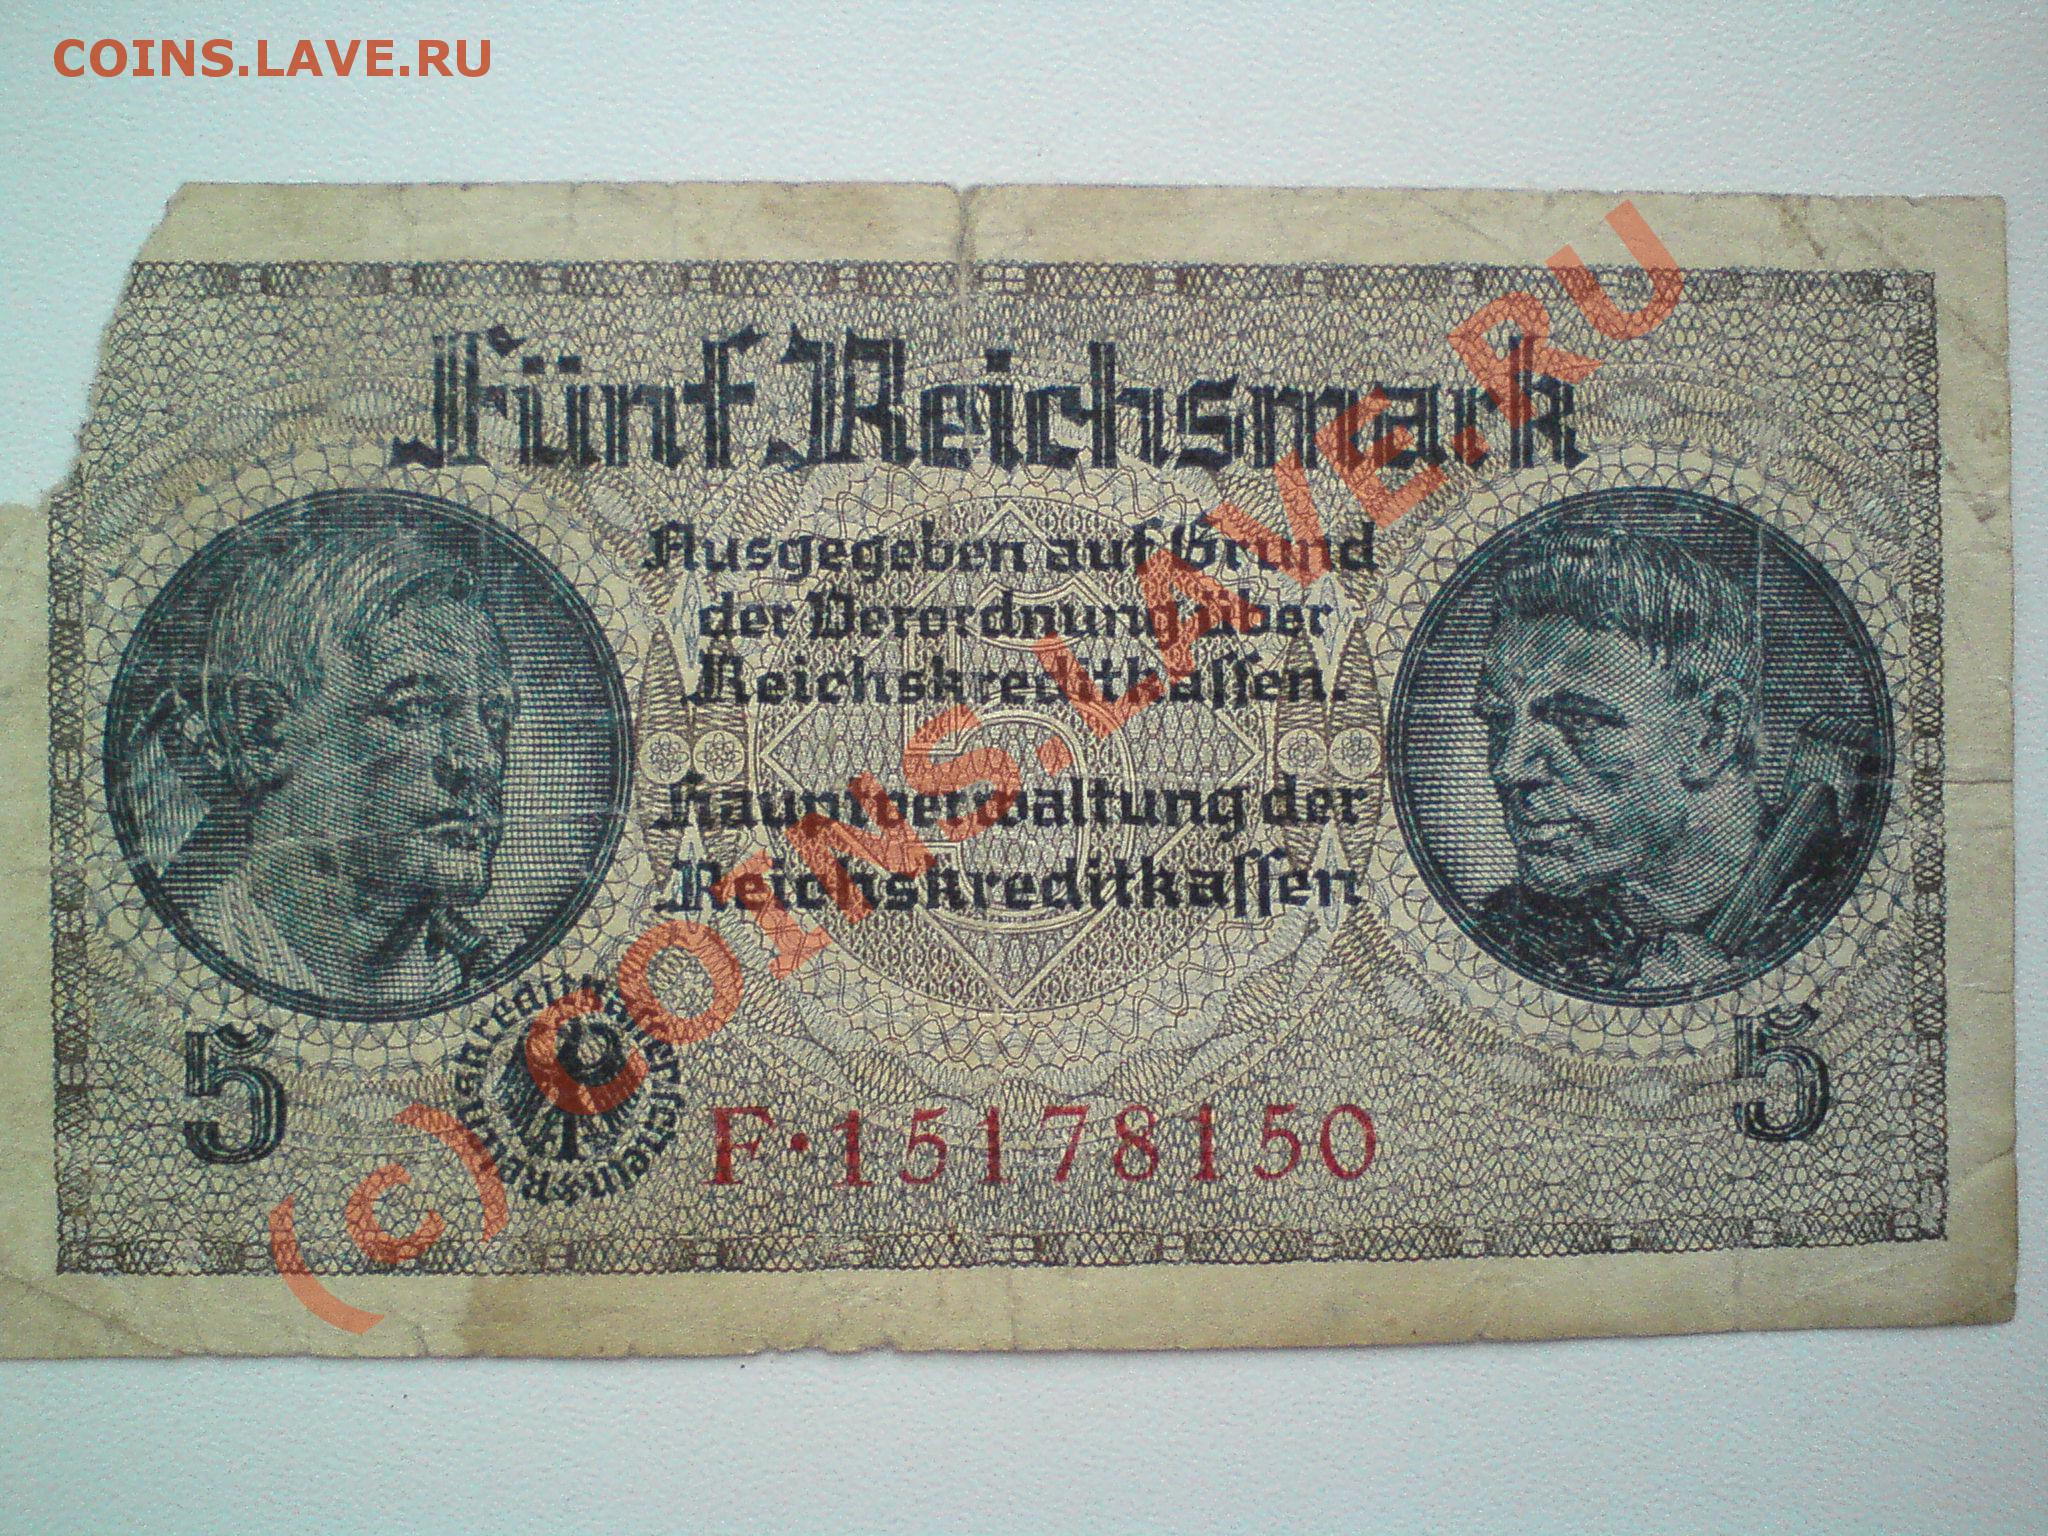 COINS.LAVE.RU
Fünf Reichsmark
Ausgegeben auf Grund
der Verordnung über
Reichskreditkassen.
Hauptverwaltung der
Reichskreditkassen
5
5
5
F·15178150
(c) COINS.LAVE.RU